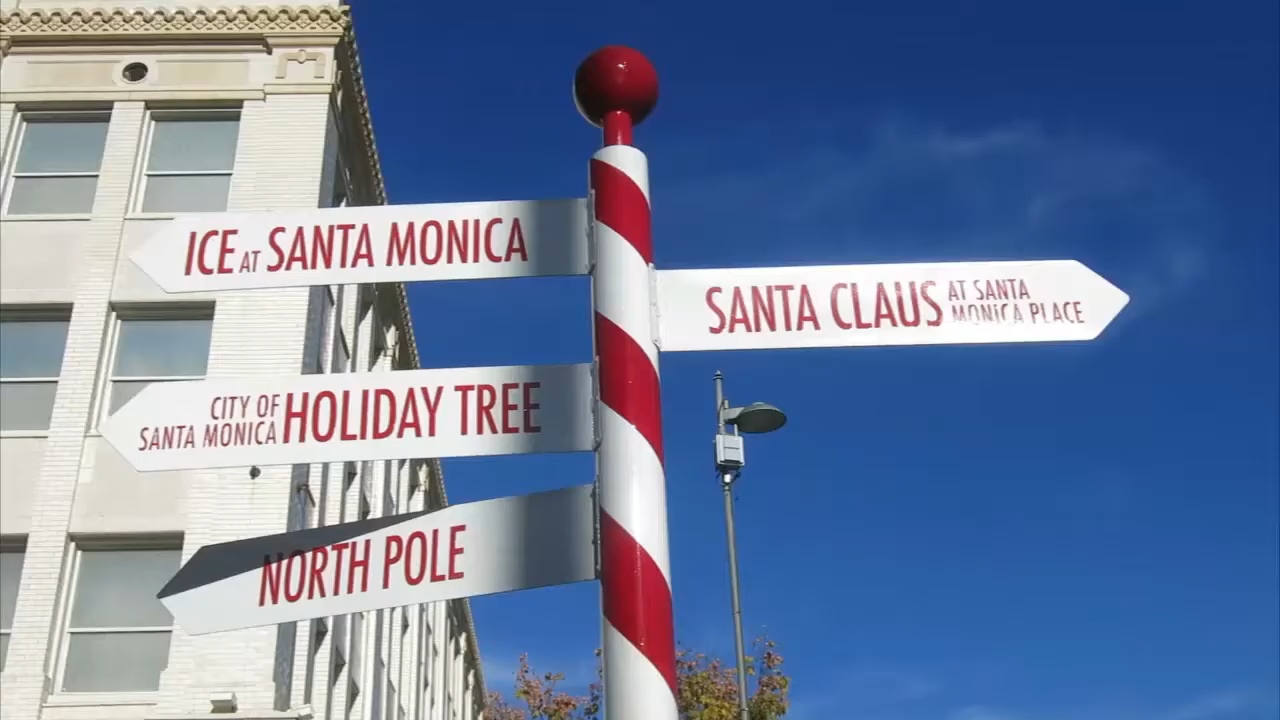 ICE AT SANTA MONICA
SANTA CLAUS AT SANTA
MONICA PLACE
CITY OF
SANTA MONICA HOLIDAY TREE
NORTH POLE